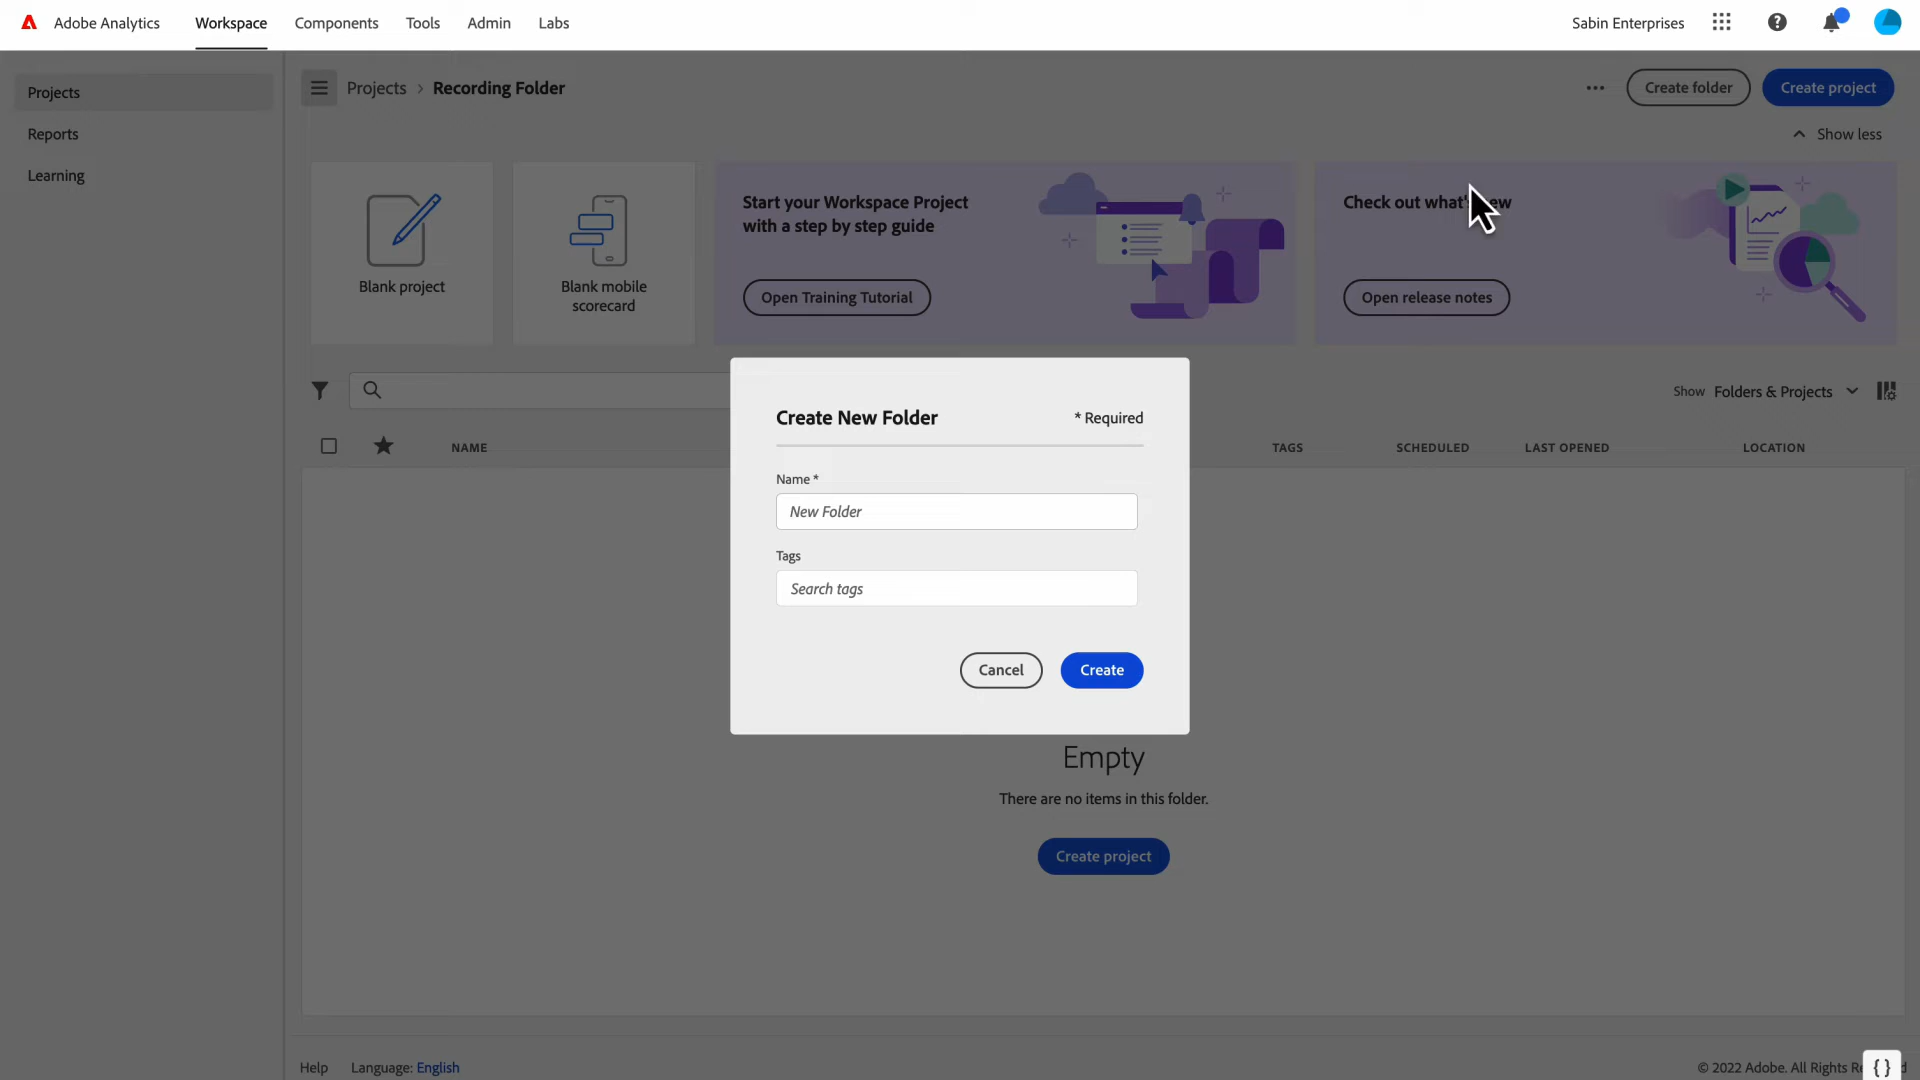 Adobe Analytics Workspace Components Tools Admin Labs Sabin Enterprises
Projects
Reports
Learning
Projects > Recording Folder
Create folder Create project
Show less
Blank project
Blank mobile
scorecard
Start your Workspace Project
with a step by step guide
Open Training Tutorial
Check out what's
Open release notes
Show Folders & Projects
NAME TAGS SCHEDULED LAST OPENED LOCATION
Create New Folder * Required
Name *
New Folder
Tags
Search tags
Cancel Create
Empty
There are no items in this folder.
Create project
Help Language: English © 2022 Adobe. All Rights